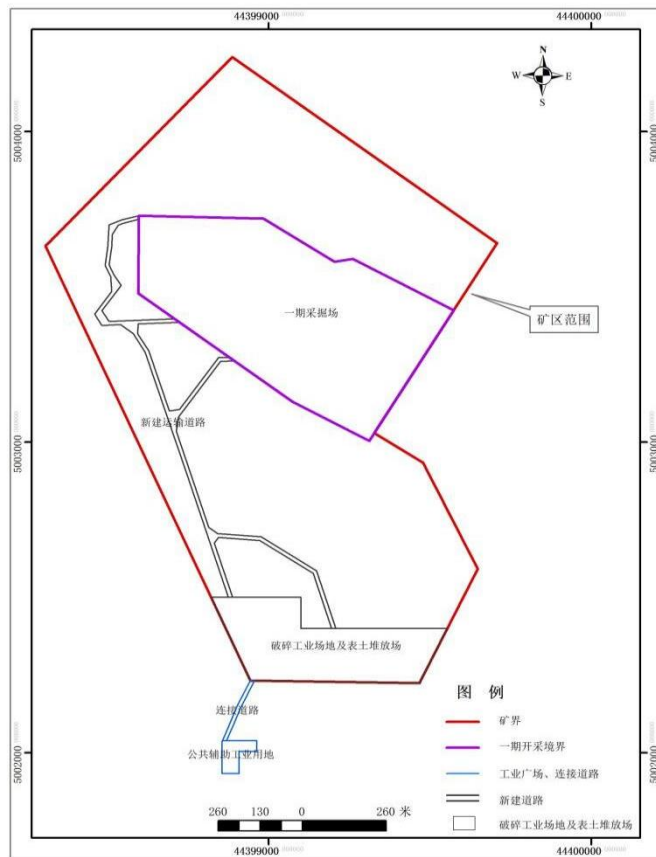 44399000
44400000
5004000
5004000
N
W
E
S
一期采掘场
矿区范围
新建运输道路
5003000
5003000
破碎工业场地及表土堆放场
连接道路
公共辅助工业用地
5002000
5002000
图 例
矿界
一期开采境界
工业广场、连接道路
新建道路
破碎工业场地及表土堆放场
260 130 0 260 米
44399000
44400000